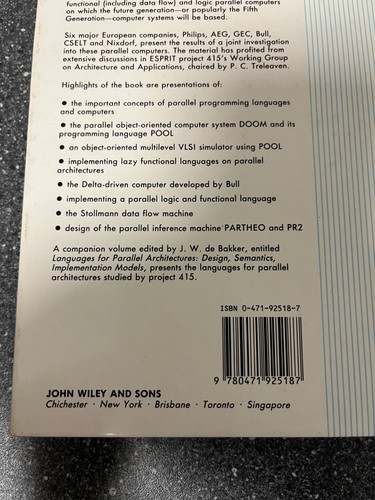 functional (including data flow) and logic parallel computers
on which the future generation—or popularly the Fifth
Generation—computer systems will be based.
Six major European companies, Philips, AEG, GEC, Bull,
CSELT and Nixdorf, present the results of a joint investigation
into these parallel computers. The material has profited from
extensive discussions in ESPRIT project 415's Working Group
on Architecture and Applications, chaired by P. C. Treleaven.
Highlights of the book are presentations of:
● the important concepts of parallel programming languages
and computers
● the parallel object-oriented computer system DOOM and its
programming language POOL
● an object-oriented multilevel VLSI simulator using POOL
● implementing lazy functional languages on parallel
architectures
● the Delta-driven computer developed by Bull
● implementing a parallel logic and functional language
● the Stollmann data flow machine
● design of the parallel inference machine PARTHEO and PR2
A companion volume edited by J. W. de Bakker, entitled
Languages for Parallel Architectures: Design, Semantics,
Implementation Models, presents the languages for parallel
architectures studied by project 415.
ISBN 0-471-92518-7
9 780471 925187
JOHN WILEY AND SONS
Chichester · New York · Brisbane · Toronto · Singapore